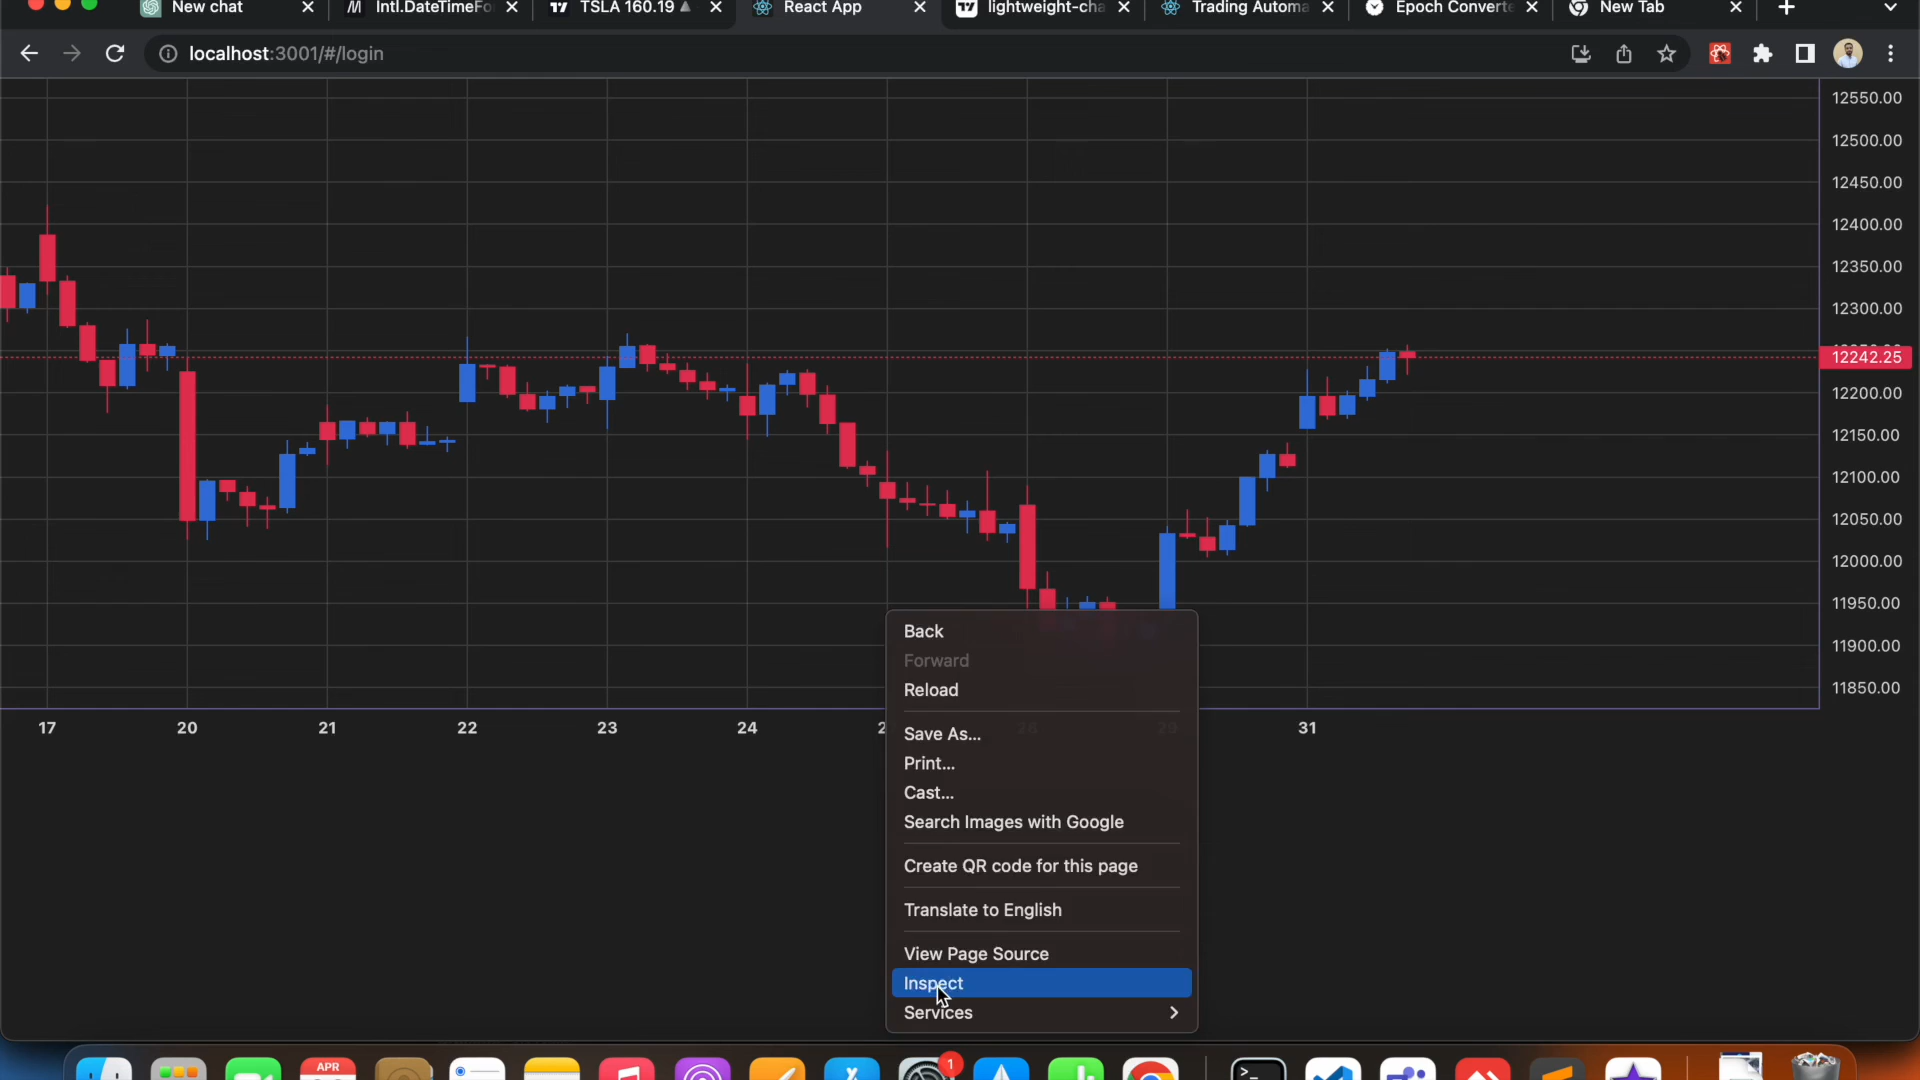 New chat
Intl.DateTimeFo
TSLA 160.19
React App
lightweight-cha
Trading Automa
Epoch Converte
New Tab
localhost:3001/#/login
12550.00
12500.00
12450.00
12400.00
12350.00
12300.00
12242.25
12200.00
12150.00
12100.00
12050.00
12000.00
11950.00
11900.00
11850.00
17
20
21
22
23
24
28
29
31
Back
Forward
Reload
Save As...
Print...
Cast...
Search Images with Google
Create QR code for this page
Translate to English
View Page Source
Inspect
Services
1
APR